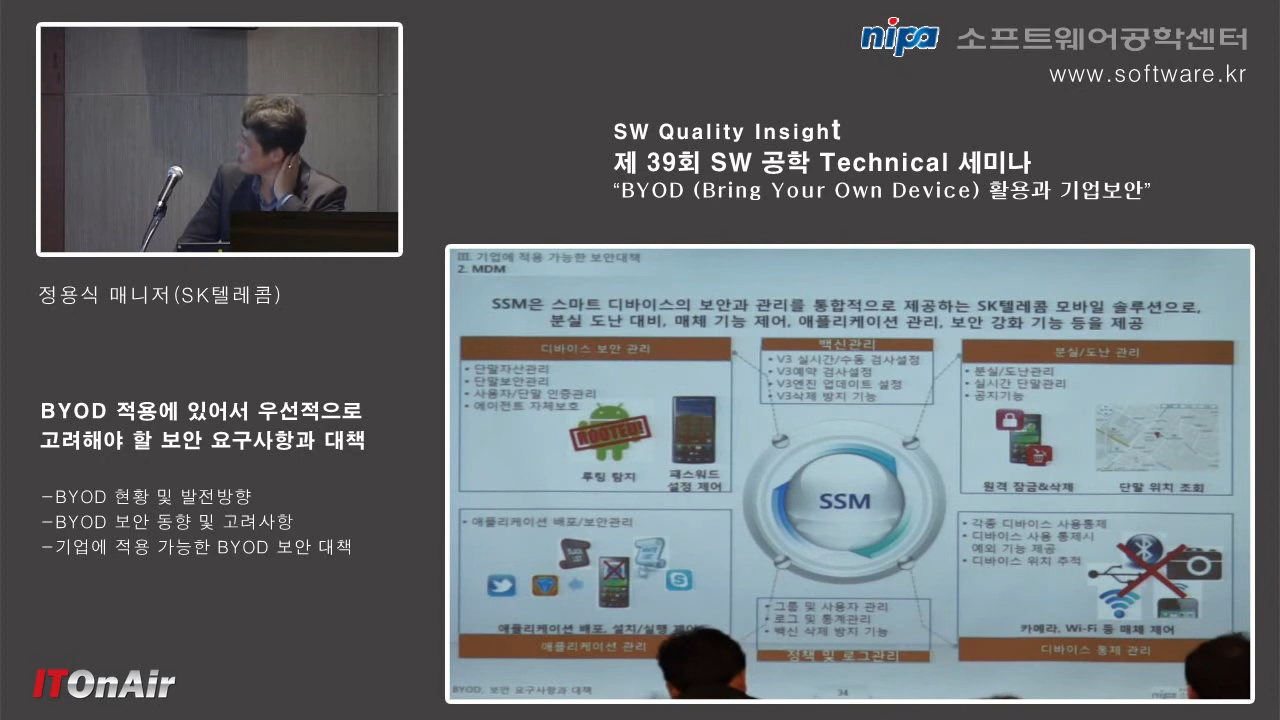 nipa 소프트웨어공학센터
www.software.kr
SW Quality Insight
제 39회 SW 공학 Technical 세미나
“BYOD (Bring Your Own Device) 활용과 기업보안”
정용식 매니저(SK텔레콤)
BYOD 적용에 있어서 우선적으로
고려해야 할 보안 요구사항과 대책
-BYOD 현황 및 발전방향
-BYOD 보안 동향 및 고려사항
-기업에 적용 가능한 BYOD 보안 대책
ITOnAir
III. 기업에 적용 가능한 보안대책
2. MDM
SSM은 스마트 디바이스의 보안과 관리를 통합적으로 제공하는 SK텔레콤 모바일 솔루션으로,
분실 도난 대비, 매체 기능 제어, 애플리케이션 관리, 보안 강화 기능 등을 제공
디바이스 보안 관리
• 단말자산관리
• 단말보안관리
• 사용자/단말 인증관리
• 에이전트 자체보호
ROOTED!
루팅 탐지
패스워드
설정 제어
백신관리
• V3 실시간/수동 검사설정
• V3예약 검사설정
• V3엔진 업데이트 설정
• V3삭제 방지 기능
분실/도난 관리
• 분실/도난관리
• 실시간 단말관리
• 공지기능
원격 잠금&삭제
단말 위치 조회
SSM
• 애플리케이션 배포/보안관리
애플리케이션 배포, 설치/실행 제어
애플리케이션 관리
• 그룹 및 사용자 관리
• 로그 및 통계관리
• 백신 삭제 방지 기능
정책 및 로그관리
• 각종 디바이스 사용통제
• 디바이스 사용 통제시
예외 기능 제공
• 디바이스 위치 추적
카메라, Wi-Fi 등 매체 제어
디바이스 통제 관리
BYOD, 보안 요구사항과 대책
34
nipa